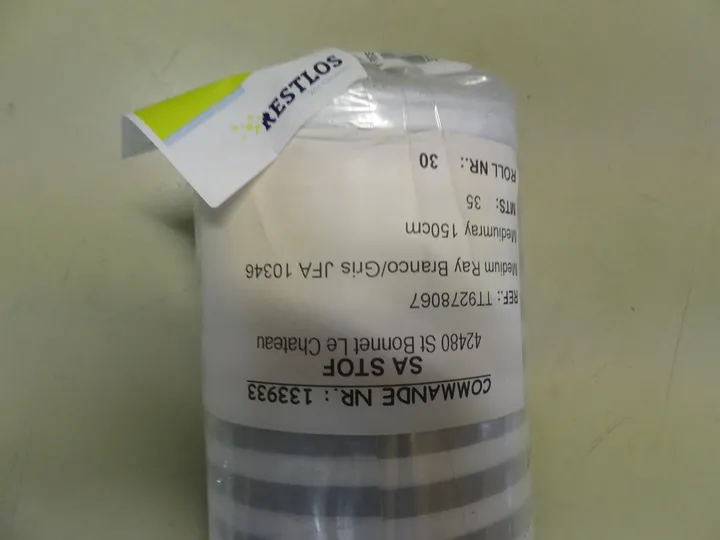 COMMANDE NR.: 133933
SA STOF
42480 St Bonnet Le Chateau
REF.: TT9278067
Medium Ray Branco/Gris JFA 10346
Mediumray 150cm
MTS: 35
ROLL NR.: 30
RESTLOS